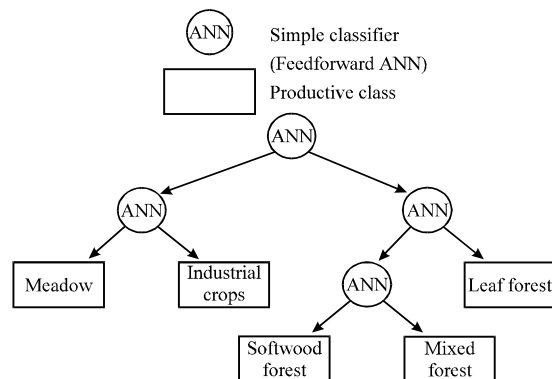 ANN
Simple classifier
(Feedforward ANN)
Productive class
ANN
ANN
ANN
Meadow
Industrial
crops
ANN
Leaf forest
Softwood
forest
Mixed
forest